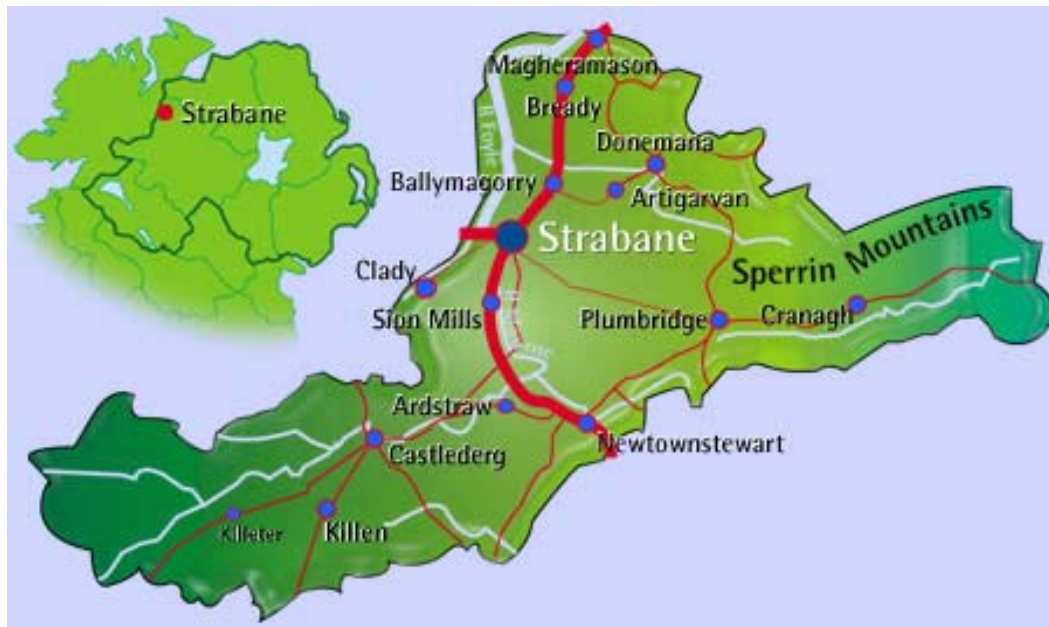 Strabane
Magheramason
Bready
R Foyle
Donemana
Ballymagorry
Artigarvan
Strabane
Sperrin Mountains
Clady
Sion Mills
Plumbridge
Cranagh
Ardstraw
Newtownstewart
Castlederg
Killeter
Killen